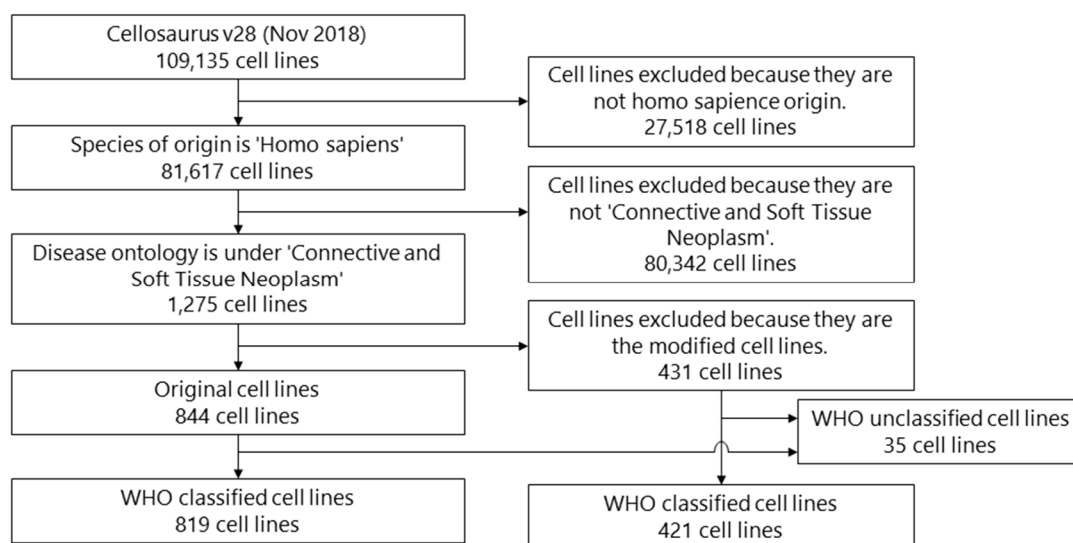 Cellosaurus v28 (Nov 2018)
109,135 cell lines
Cell lines excluded because they are
not homo sapience origin.
27,518 cell lines
Species of origin is 'Homo sapiens'
81,617 cell lines
Cell lines excluded because they are
not 'Connective and Soft Tissue
Neoplasm'.
80,342 cell lines
Disease ontology is under 'Connective and
Soft Tissue Neoplasm'
1,275 cell lines
Cell lines excluded because they are
the modified cell lines.
431 cell lines
Original cell lines
844 cell lines
WHO unclassified cell lines
35 cell lines
WHO classified cell lines
819 cell lines
WHO classified cell lines
421 cell lines